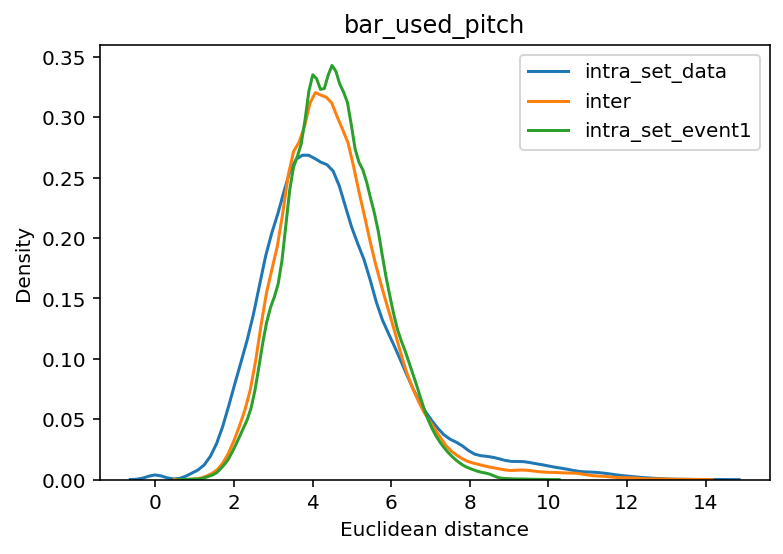 bar_used_pitch
0.35
0.30
0.25
0.20
0.15
0.10
0.05
0.00
Density
intra_set_data
inter
intra_set_event1
0 2 4 6 8 10 12 14
Euclidean distance